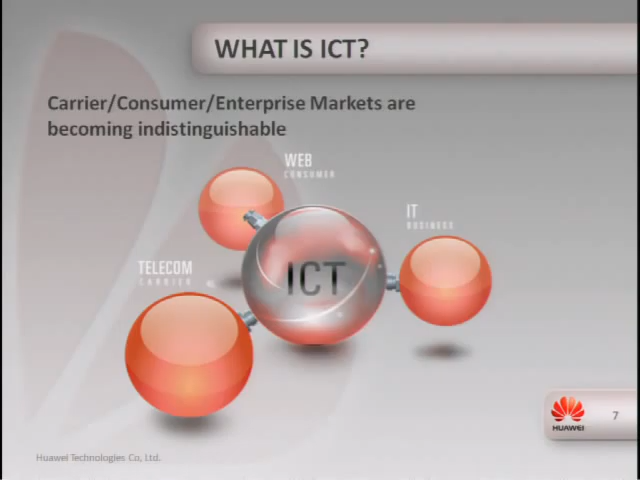 WHAT IS ICT?
Carrier/Consumer/Enterprise Markets are
becoming indistinguishable
WEB
CONSUMER
IT
BUSINESS
TELECOM
CARRIER
ICT
HUAWEI
7
Huawei Technologies Co, Ltd.